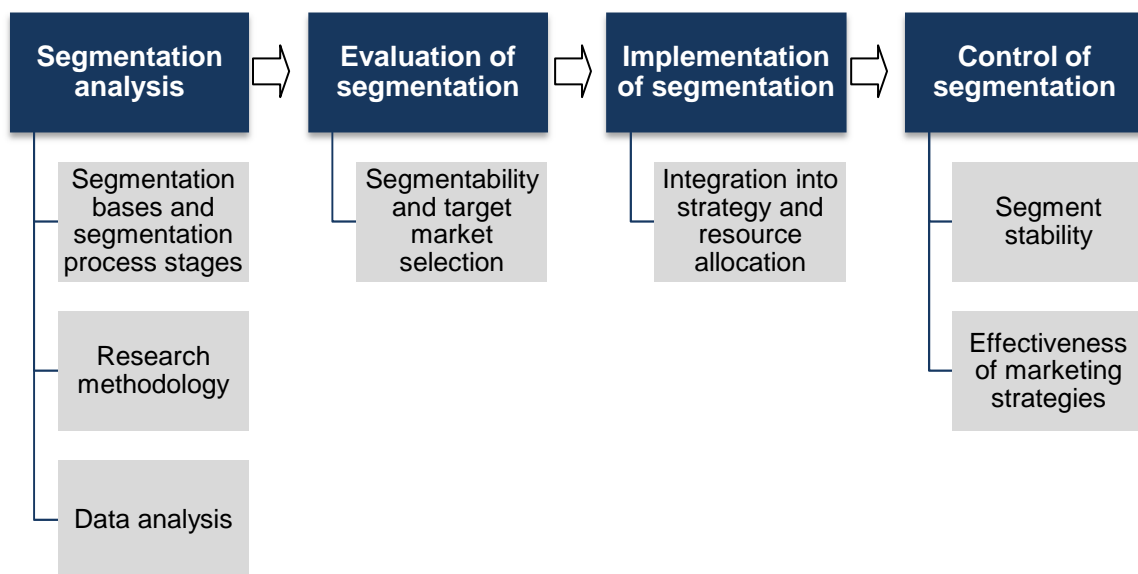 Segmentation
analysis
Evaluation of
segmentation
Implementation
of segmentation
Control of
segmentation
Segmentation
bases and
segmentation
process stages
Research
methodology
Data analysis
Segmentability
and target
market
selection
Integration into
strategy and
resource
allocation
Segment
stability
Effectiveness
of marketing
strategies